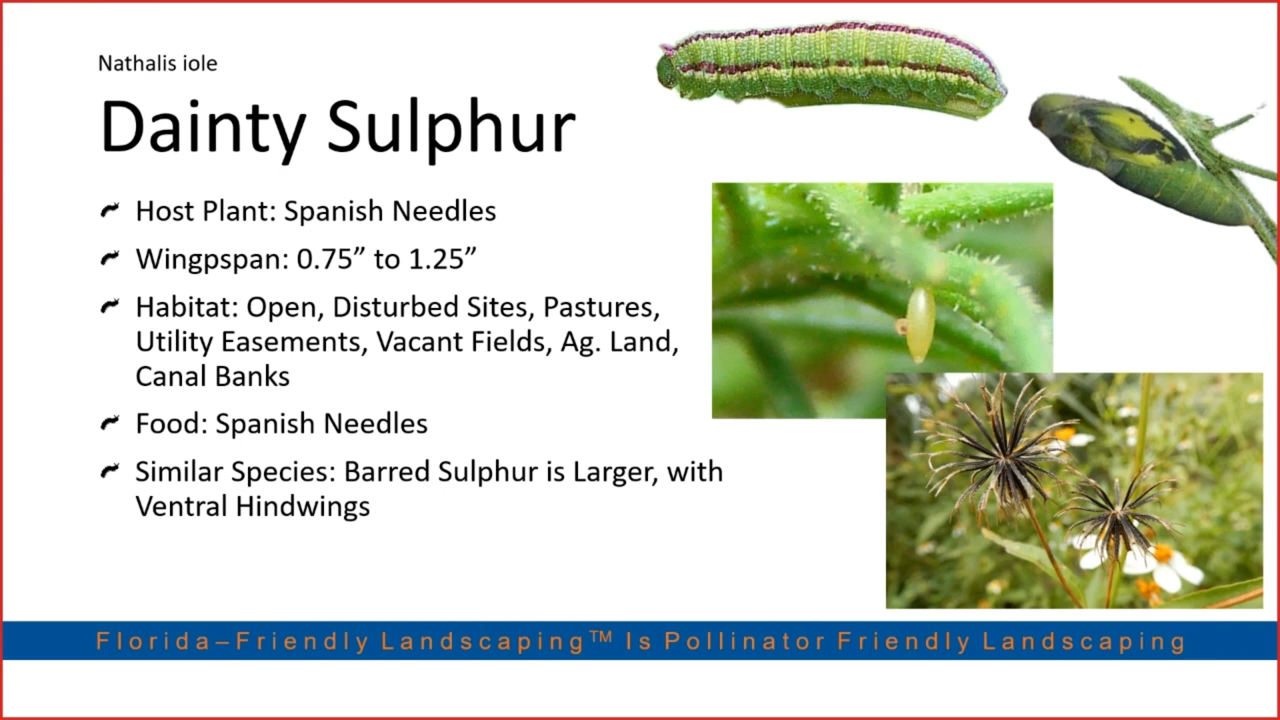 Nathalis iole
Dainty Sulphur
Host Plant: Spanish Needles
Wingpspan: 0.75” to 1.25”
Habitat: Open, Disturbed Sites, Pastures,
Utility Easements, Vacant Fields, Ag. Land,
Canal Banks
Food: Spanish Needles
Similar Species: Barred Sulphur is Larger, with
Ventral Hindwings
Florida–Friendly Landscaping™ Is Pollinator Friendly Landscaping